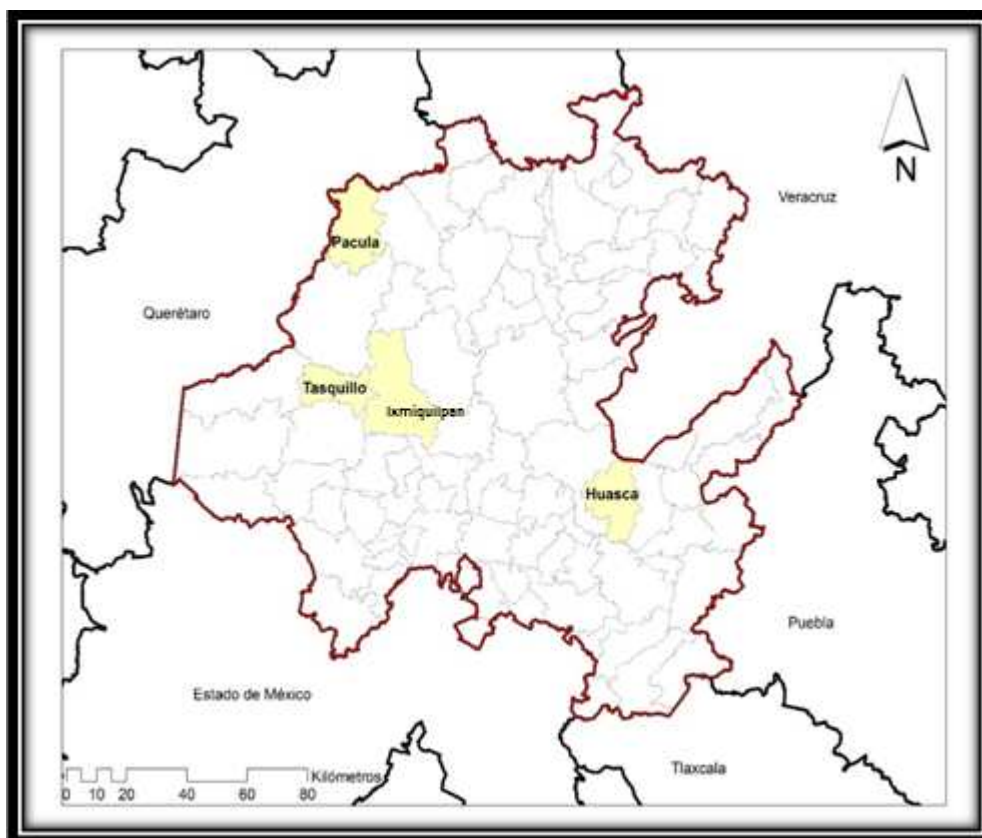 N
Veracruz
Pacula
Querétaro
Tasquillo
Ixmiquilpan
Huasca
Puebla
Estado de México
Tlaxcala
Kilómetros
0 10 20 40 60 80